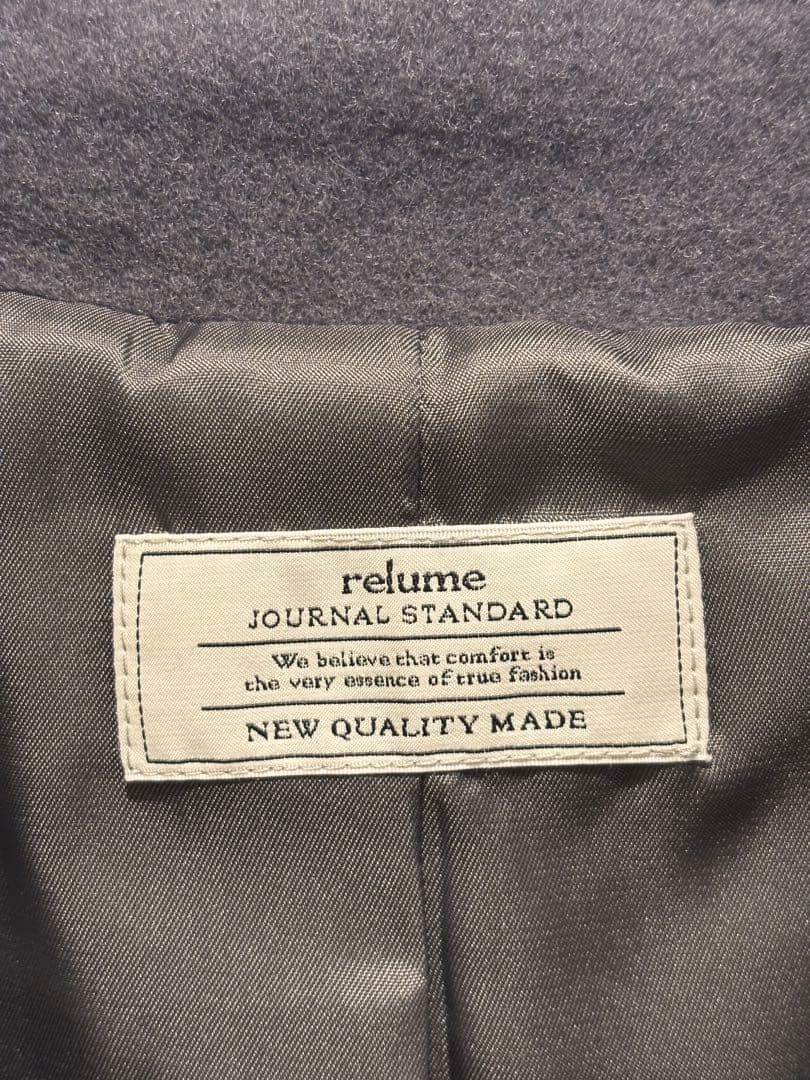 relume
JOURNAL STANDARD
We believe that comfort is
the very essence of true fashion
NEW QUALITY MADE